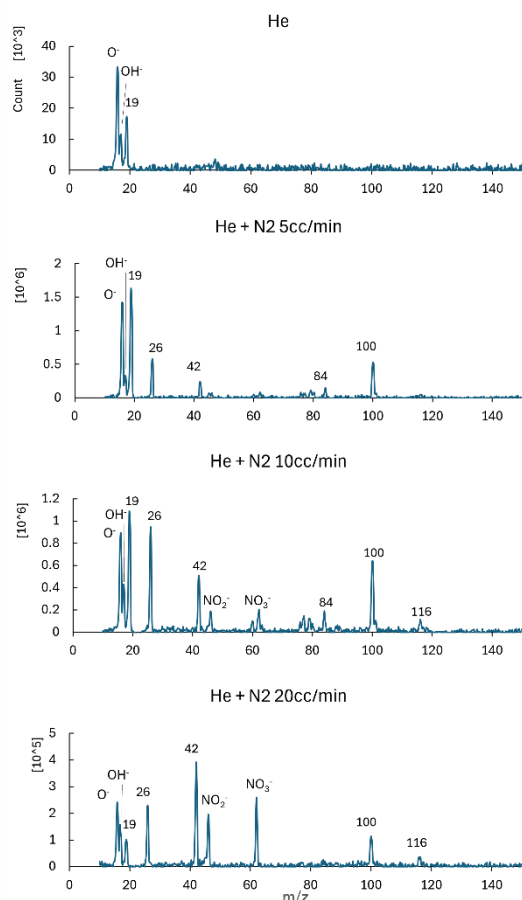 He
Count [10^3]
40
30
20
10
0
O⁻
OH⁻
19
0 20 40 60 80 100 120 140
He + N2 5cc/min
[10^6]
2
1.5
1
0.5
0
OH⁻
O⁻
19
26
42
84
100
0 20 40 60 80 100 120 140
He + N2 10cc/min
[10^6]
1.2
1
0.8
0.6
0.4
0.2
0
19
OH⁻
O⁻
26
42
NO₂⁻
NO₃⁻
84
100
116
0 20 40 60 80 100 120 140
He + N2 20cc/min
[10^5]
5
4
3
2
1
0
OH⁻
O⁻
19
26
42
NO₂⁻
NO₃⁻
100
116
0 20 40 60 80 100 120 140
m/z